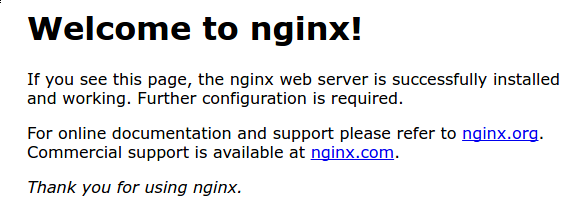 Welcome to nginx!
If you see this page, the nginx web server is successfully installed
and working. Further configuration is required.
For online documentation and support please refer to nginx.org.
Commercial support is available at nginx.com.
Thank you for using nginx.